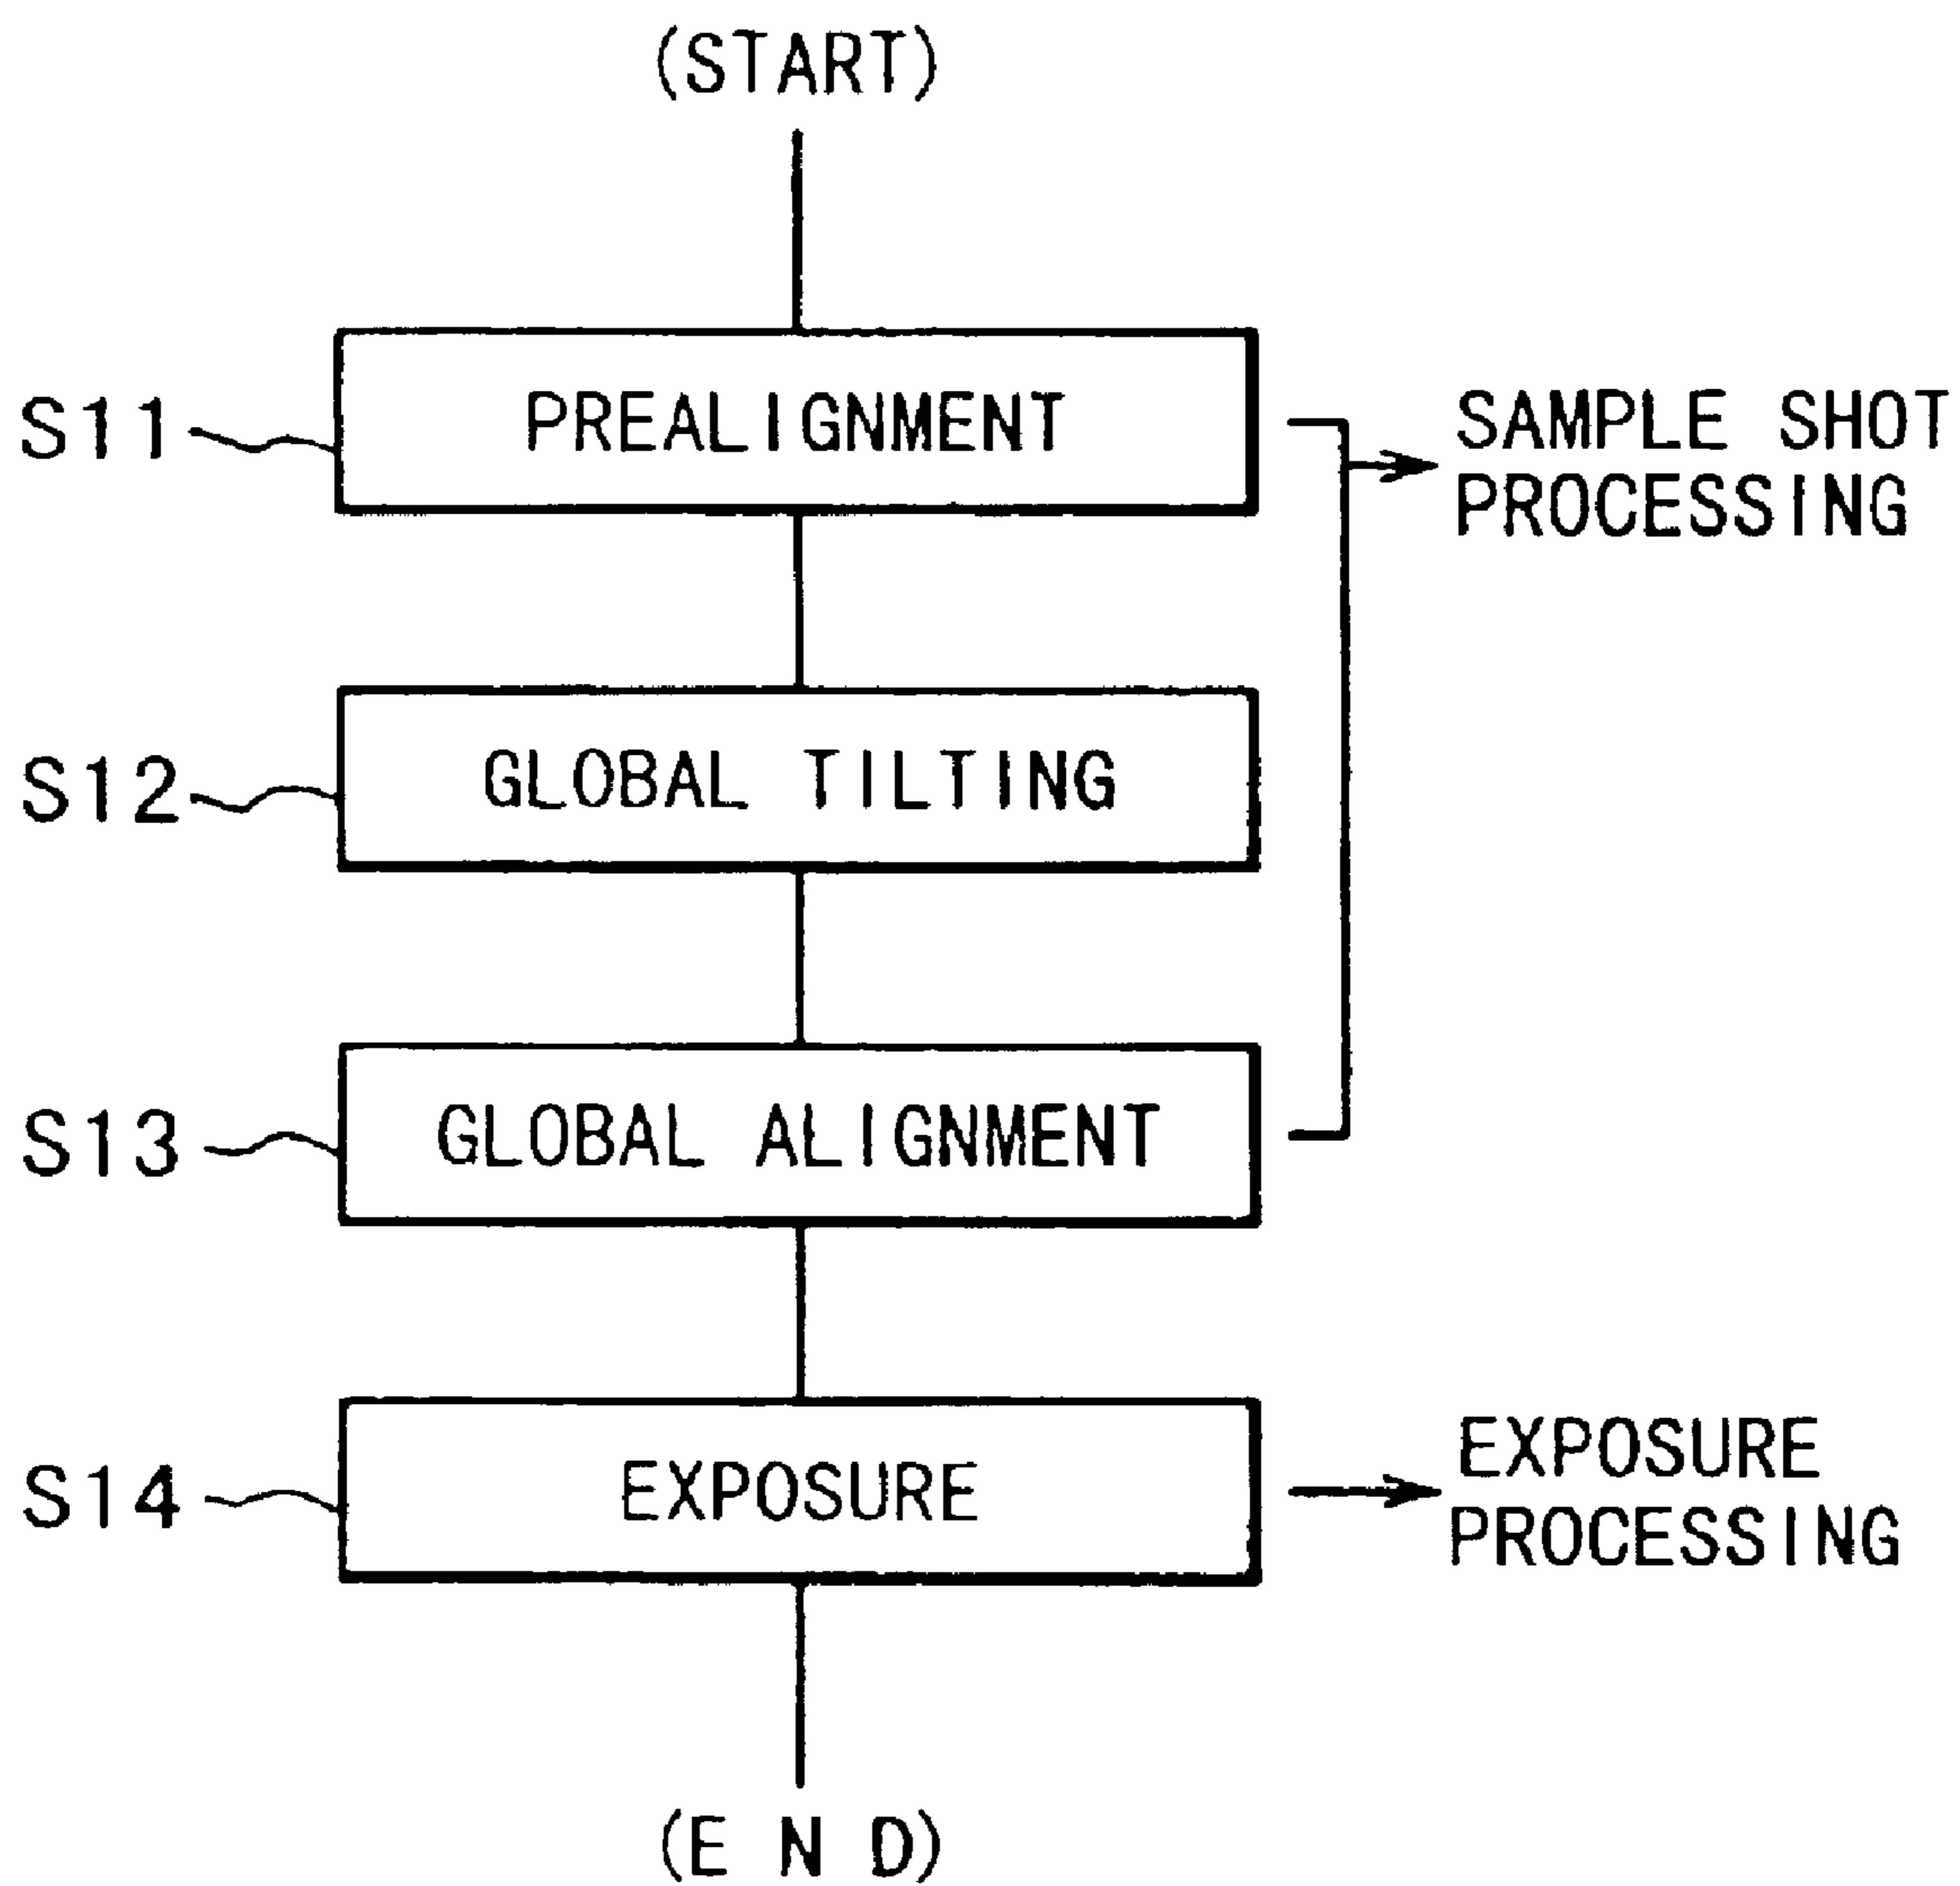 (START)
S11
PREALIGNMENT
SAMPLE SHOT
PROCESSING
S12
GLOBAL TILTING
S13
GLOBAL ALIGNMENT
S14
EXPOSURE
EXPOSURE
PROCESSING
(E N D)